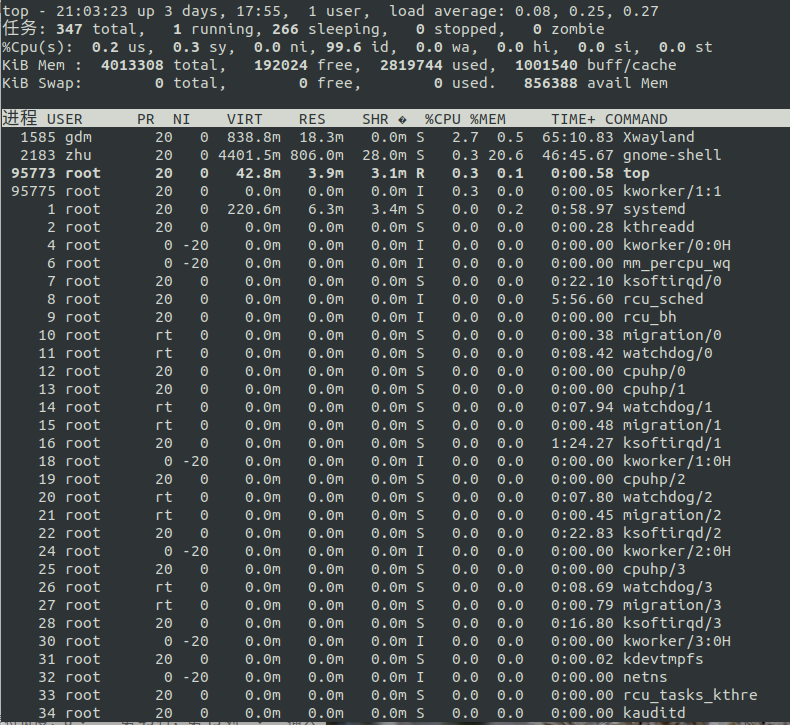 top - 21:03:23 up 3 days, 17:55,  1 user,  load average: 0.08, 0.25, 0.27
任务: 347 total,   1 running, 266 sleeping,   0 stopped,   0 zombie
%Cpu(s):  0.2 us,  0.3 sy,  0.0 ni, 99.6 id,  0.0 wa,  0.0 hi,  0.0 si,  0.0 st
KiB Mem :  4013308 total,   192024 free,  2819744 used,  1001540 buff/cache
KiB Swap:        0 total,        0 free,        0 used.   856388 avail Mem
进程 USER      PR  NI    VIRT    RES    SHR �  %CPU %MEM     TIME+ COMMAND
1585 gdm       20   0  838.8m  18.3m   0.0m S   2.7  0.5  65:10.83 Xwayland
2183 zhu       20   0 4401.5m 806.0m  28.0m S   0.3 20.6  46:45.67 gnome-shell
95773 root      20   0   42.8m   3.9m   3.1m R   0.3  0.1   0:00.58 top
95775 root      20   0    0.0m   0.0m   0.0m I   0.3  0.0   0:00.05 kworker/1:1
1 root      20   0  220.6m   6.3m   3.4m S   0.0  0.2   0:58.97 systemd
2 root      20   0    0.0m   0.0m   0.0m S   0.0  0.0   0:00.28 kthreadd
4 root       0 -20    0.0m   0.0m   0.0m I   0.0  0.0   0:00.00 kworker/0:0H
6 root       0 -20    0.0m   0.0m   0.0m I   0.0  0.0   0:00.00 mm_percpu_wq
7 root      20   0    0.0m   0.0m   0.0m S   0.0  0.0   0:22.10 ksoftirqd/0
8 root      20   0    0.0m   0.0m   0.0m I   0.0  0.0   5:56.60 rcu_sched
9 root      20   0    0.0m   0.0m   0.0m I   0.0  0.0   0:00.00 rcu_bh
10 root      rt   0    0.0m   0.0m   0.0m S   0.0  0.0   0:00.38 migration/0
11 root      rt   0    0.0m   0.0m   0.0m S   0.0  0.0   0:08.42 watchdog/0
12 root      20   0    0.0m   0.0m   0.0m S   0.0  0.0   0:00.00 cpuhp/0
13 root      20   0    0.0m   0.0m   0.0m S   0.0  0.0   0:00.00 cpuhp/1
14 root      rt   0    0.0m   0.0m   0.0m S   0.0  0.0   0:07.94 watchdog/1
15 root      rt   0    0.0m   0.0m   0.0m S   0.0  0.0   0:00.48 migration/1
16 root      20   0    0.0m   0.0m   0.0m S   0.0  0.0   1:24.27 ksoftirqd/1
18 root       0 -20    0.0m   0.0m   0.0m I   0.0  0.0   0:00.00 kworker/1:0H
19 root      20   0    0.0m   0.0m   0.0m S   0.0  0.0   0:00.00 cpuhp/2
20 root      rt   0    0.0m   0.0m   0.0m S   0.0  0.0   0:07.80 watchdog/2
21 root      rt   0    0.0m   0.0m   0.0m S   0.0  0.0   0:00.45 migration/2
22 root      20   0    0.0m   0.0m   0.0m S   0.0  0.0   0:22.83 ksoftirqd/2
24 root       0 -20    0.0m   0.0m   0.0m I   0.0  0.0   0:00.00 kworker/2:0H
25 root      20   0    0.0m   0.0m   0.0m S   0.0  0.0   0:00.00 cpuhp/3
26 root      rt   0    0.0m   0.0m   0.0m S   0.0  0.0   0:08.69 watchdog/3
27 root      rt   0    0.0m   0.0m   0.0m S   0.0  0.0   0:00.79 migration/3
28 root      20   0    0.0m   0.0m   0.0m S   0.0  0.0   0:16.80 ksoftirqd/3
30 root       0 -20    0.0m   0.0m   0.0m I   0.0  0.0   0:00.00 kworker/3:0H
31 root      20   0    0.0m   0.0m   0.0m S   0.0  0.0   0:00.02 kdevtmpfs
32 root       0 -20    0.0m   0.0m   0.0m I   0.0  0.0   0:00.00 netns
33 root      20   0    0.0m   0.0m   0.0m S   0.0  0.0   0:00.00 rcu_tasks_kthre
34 root      20   0    0.0m   0.0m   0.0m S   0.0  0.0   0:00.00 kauditd